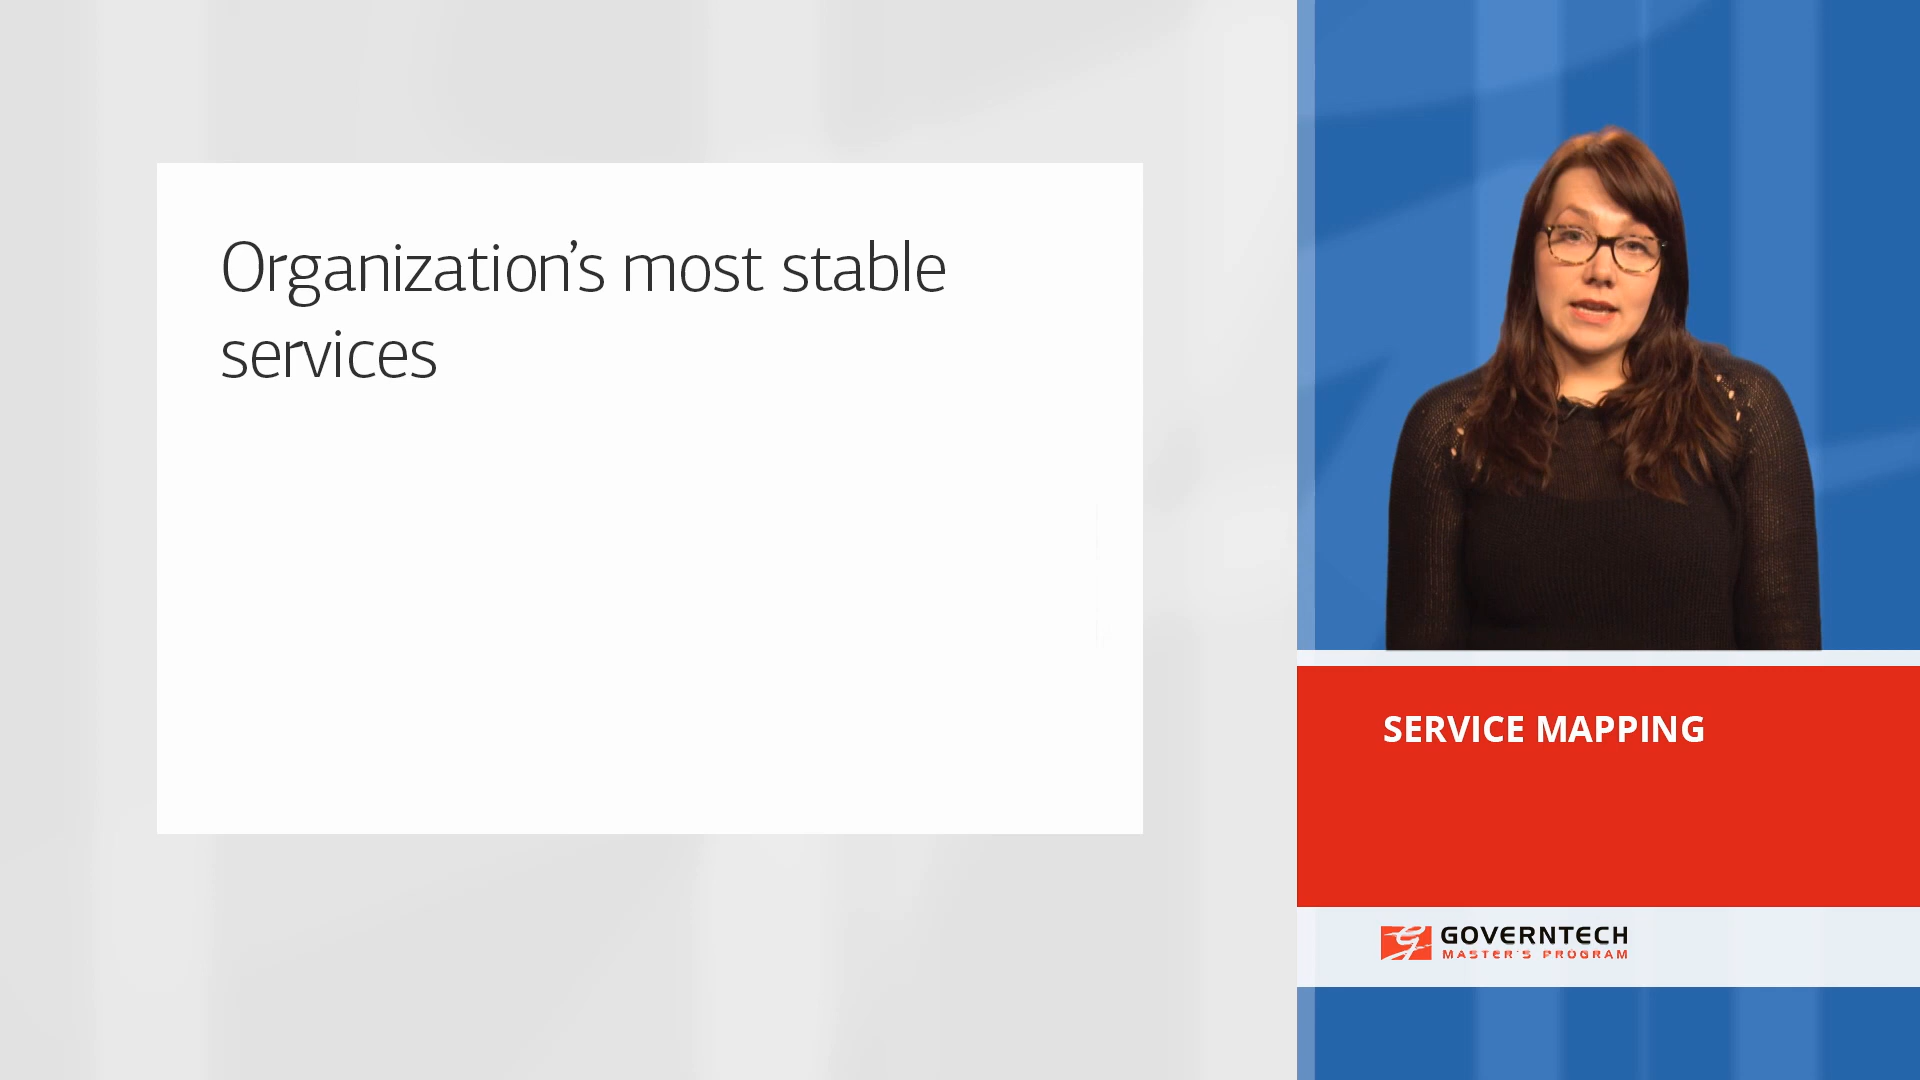 Organization’s most stable
services
SERVICE MAPPING
GOVERNTECH
MASTER'S PROGRAM